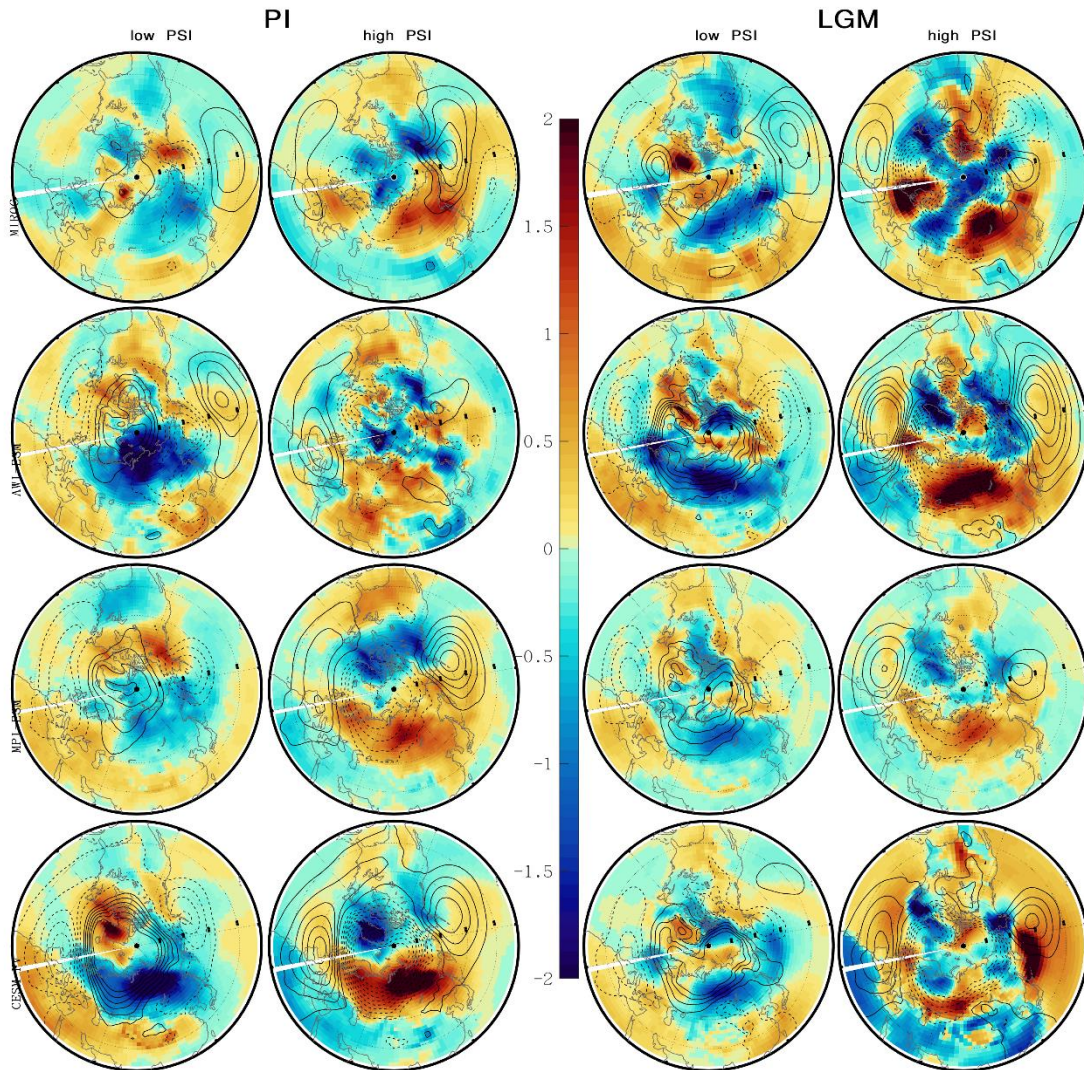 PI
LGM
low PSI
high PSI
low PSI
high PSI
MIROC
AWI-ESM
MPI-ESM
2
1.5
1
0.5
0
-0.5
-1
-1.5
-2